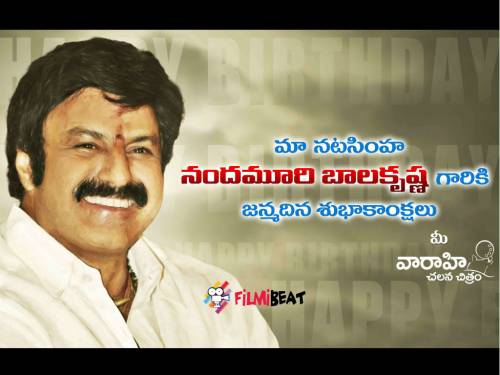 HAPPY BIRTHDAY
మా నటసింహ
నందమూరి బాలకృష్ణ గారికి
జన్మదిన శుభాకాంక్షలు
HAPPY BIRTHDAY
మీ
వారాహి
చలన చిత్రం
FiLMiBEAT
HAPPY